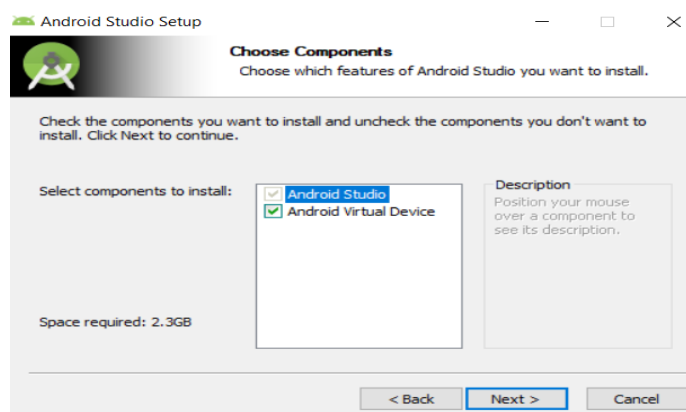 Android Studio Setup
Choose Components
Choose which features of Android Studio you want to install.
Check the components you want to install and uncheck the components you don't want to
install. Click Next to continue.
Select components to install:
Android Studio
Android Virtual Device
Description
Position your mouse
over a component to
see its description.
Space required: 2.3GB
< Back
Next >
Cancel